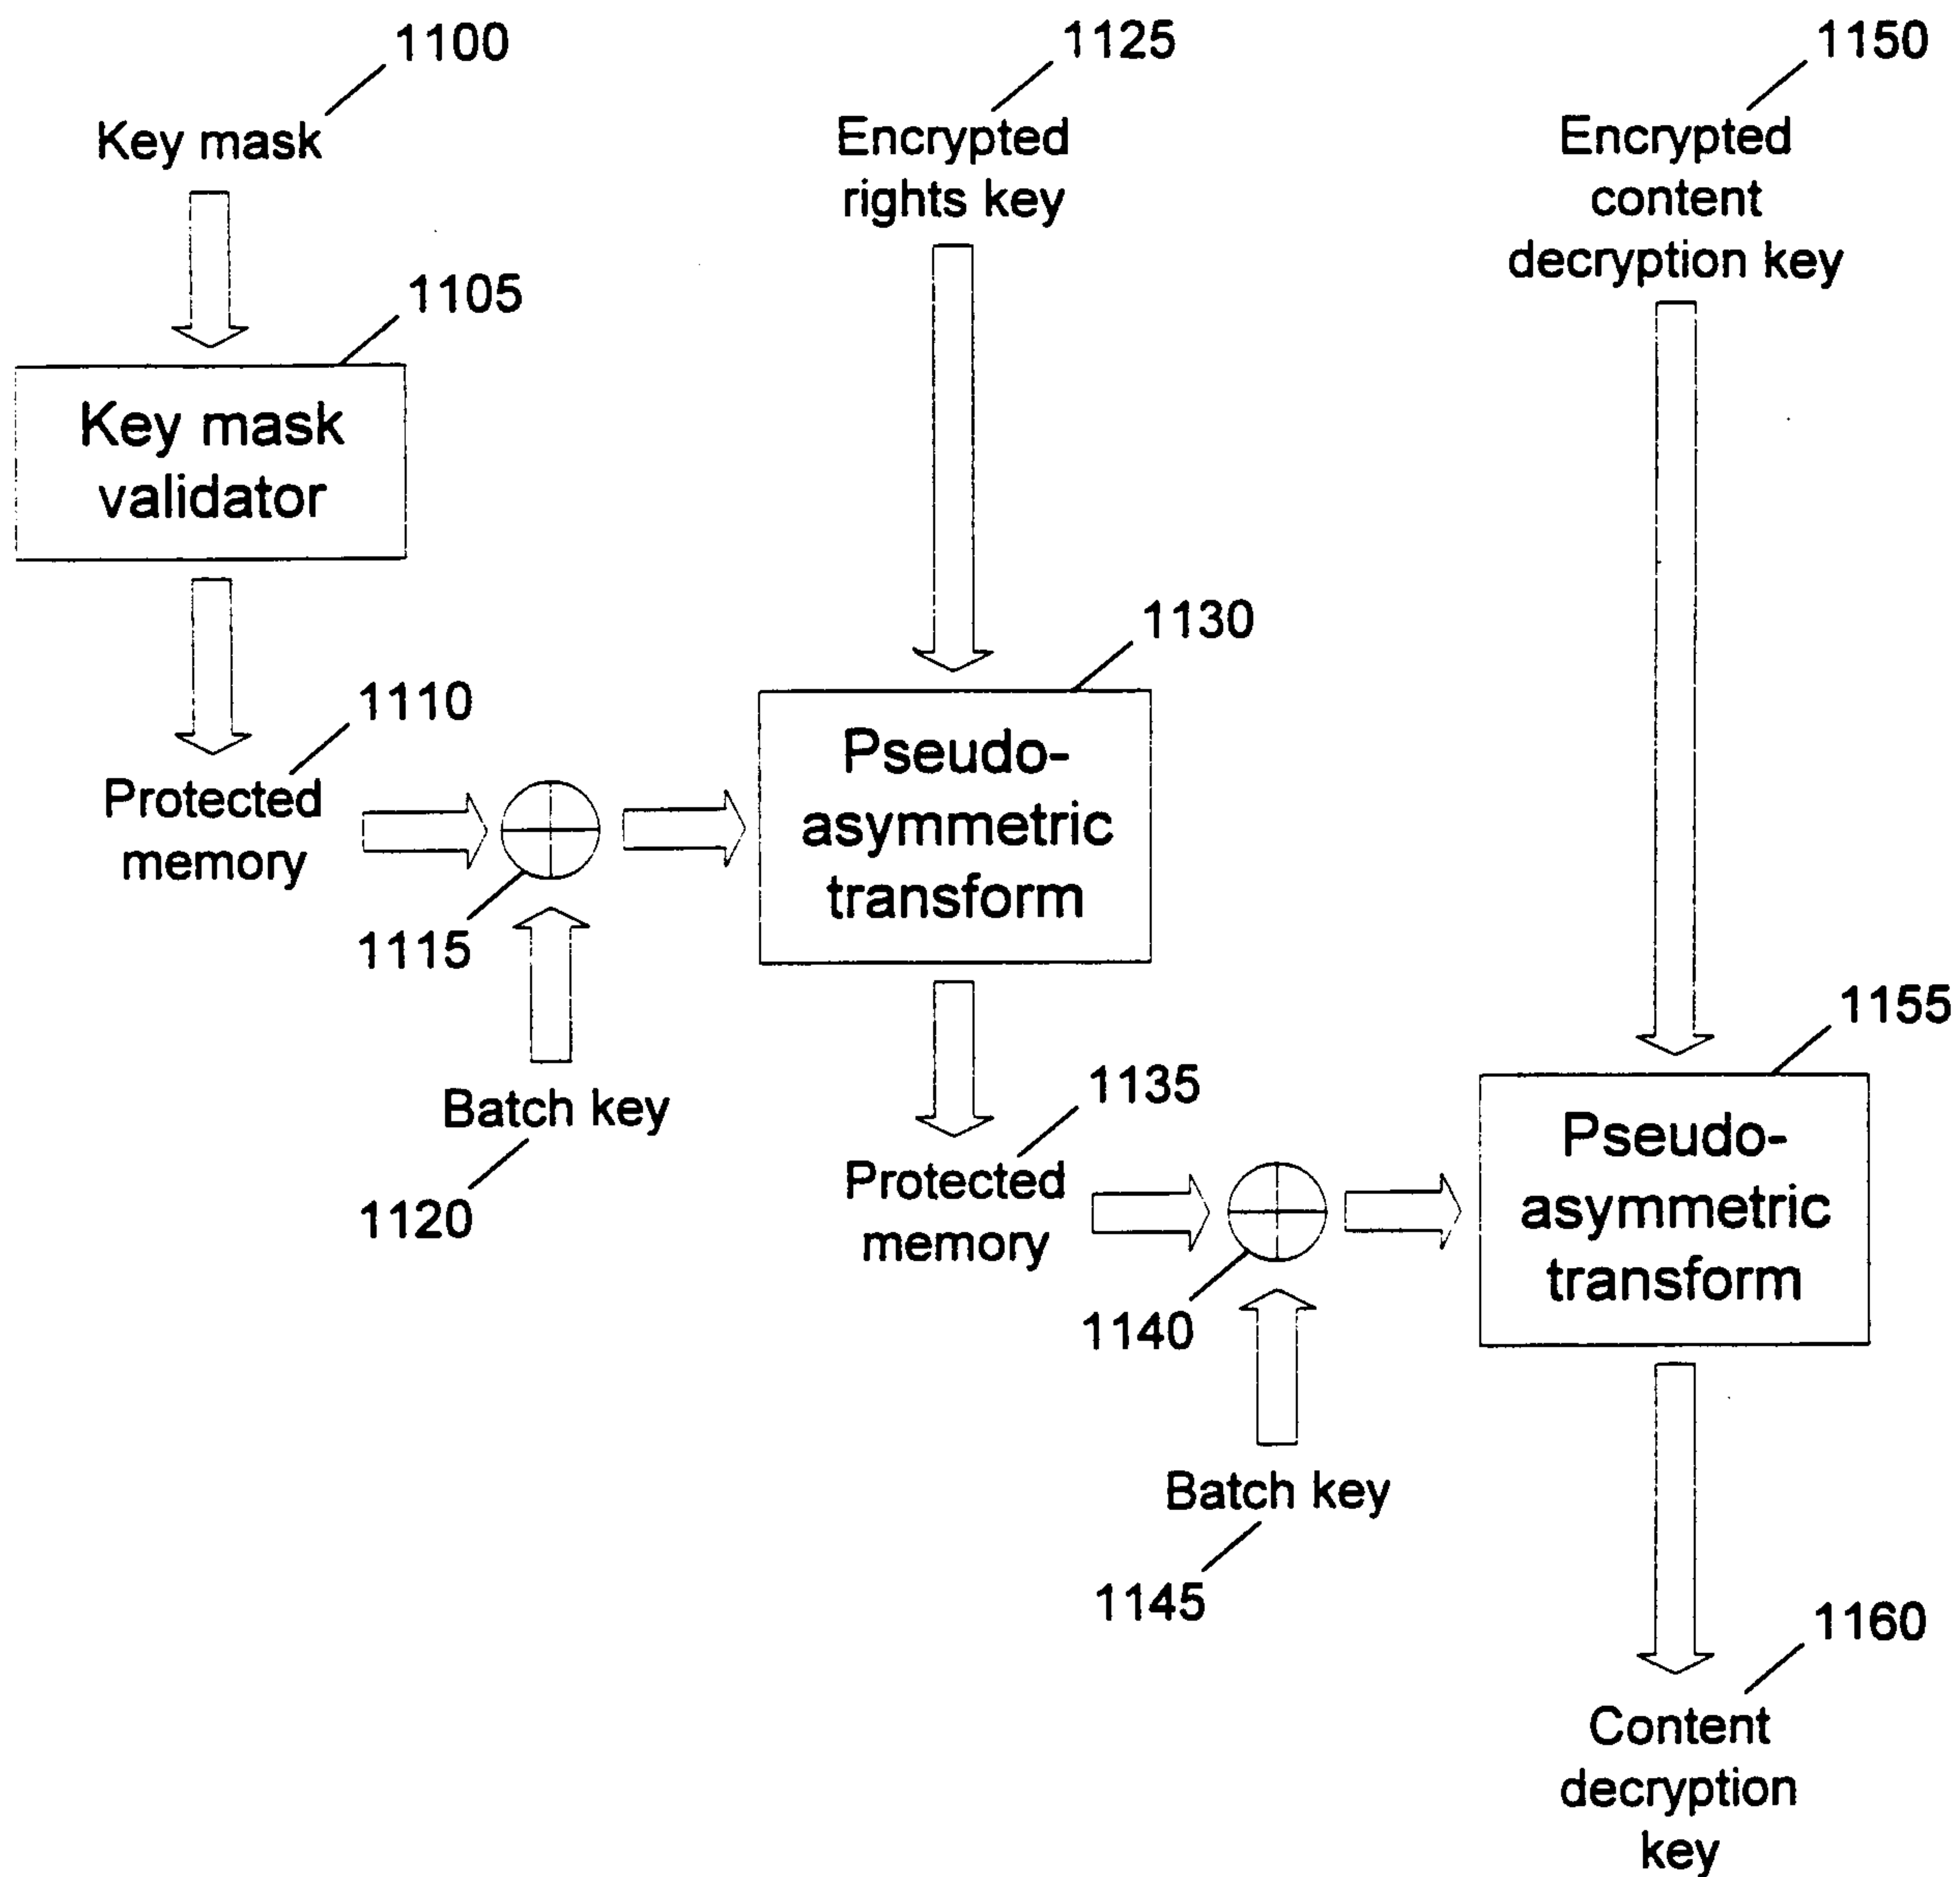 1100
Key mask
1105
Key mask
validator
1110
Protected
memory
1115
Batch key
1120
1125
Encrypted
rights key
1130
Pseudo-
asymmetric
transform
1135
Protected
memory
1140
Batch key
1145
1150
Encrypted
content
decryption key
1155
Pseudo-
asymmetric
transform
1160
Content
decryption
key